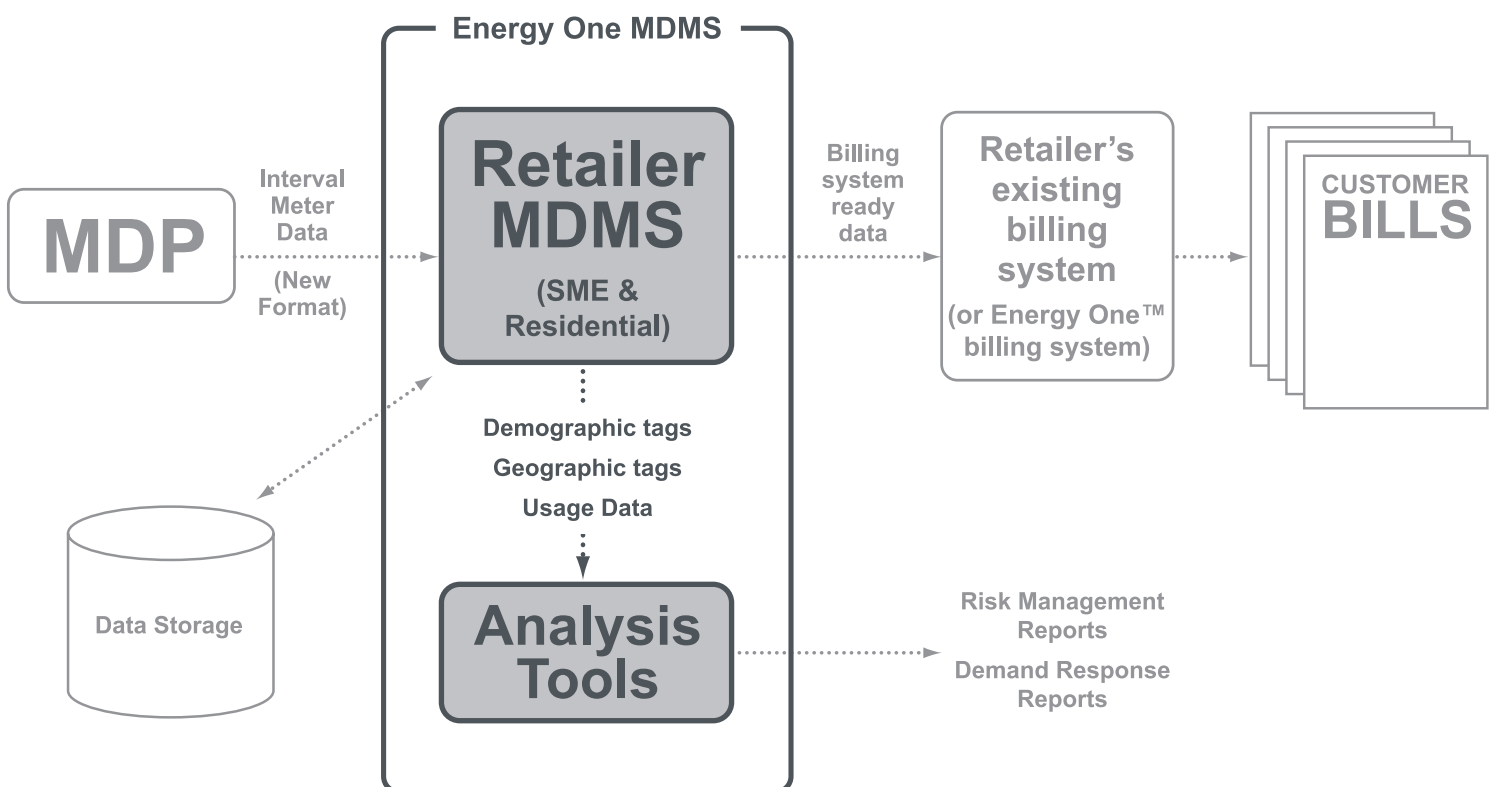 Energy One MDMS
MDP
Interval
Meter
Data
(New
Format)
Retailer
MDMS
(SME &
Residential)
Billing
system
ready
data
Retailer’s
existing
billing
system
(or Energy One™
billing system)
CUSTOMER
BILLS
Demographic tags
Geographic tags
Usage Data
Data Storage
Analysis
Tools
Risk Management
Reports
Demand Response
Reports